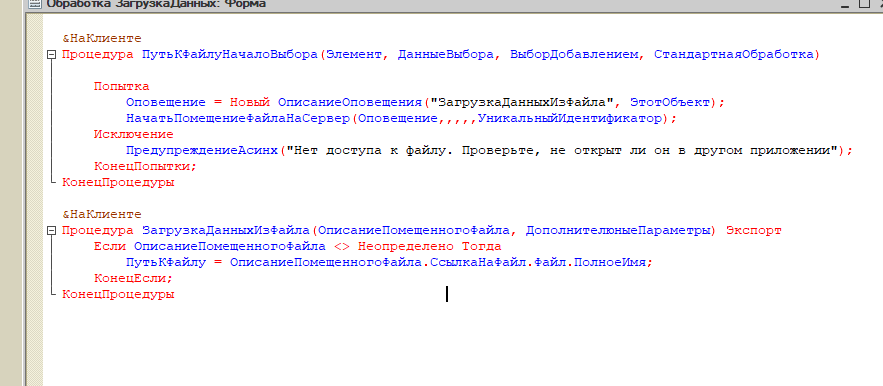 Обработка ЗагрузкаДанных: Форма
&НаКлиенте
Процедура ПутьКФайлуНачалоВыбора(Элемент, ДанныеВыбора, ВыборДобавлением, СтандартнаяОбработка)
Попытка
Оповещение = Новый ОписаниеОповещения("ЗагрузкаДанныхИзФайла", ЭтотОбъект);
НачатьПомещениеФайлаНаСервер(Оповещение,,,,,УникальныйИдентификатор);
Исключение
ПредупреждениеАсинх("Нет доступа к файлу. Проверьте, не открыт ли он в другом приложении");
КонецПопытки;
КонецПроцедуры
&НаКлиенте
Процедура ЗагрузкаДанныхИзФайла(ОписаниеПомещенногоФайла, ДополнителюныеПараметры) Экспорт
Если ОписаниеПомещенногоФайла <> Неопределено Тогда
ПутьКФайлу = ОписаниеПомещенногоФайла.СсылкаНаФайл.Файл.ПолноеИмя;
КонецЕсли;
КонецПроцедуры